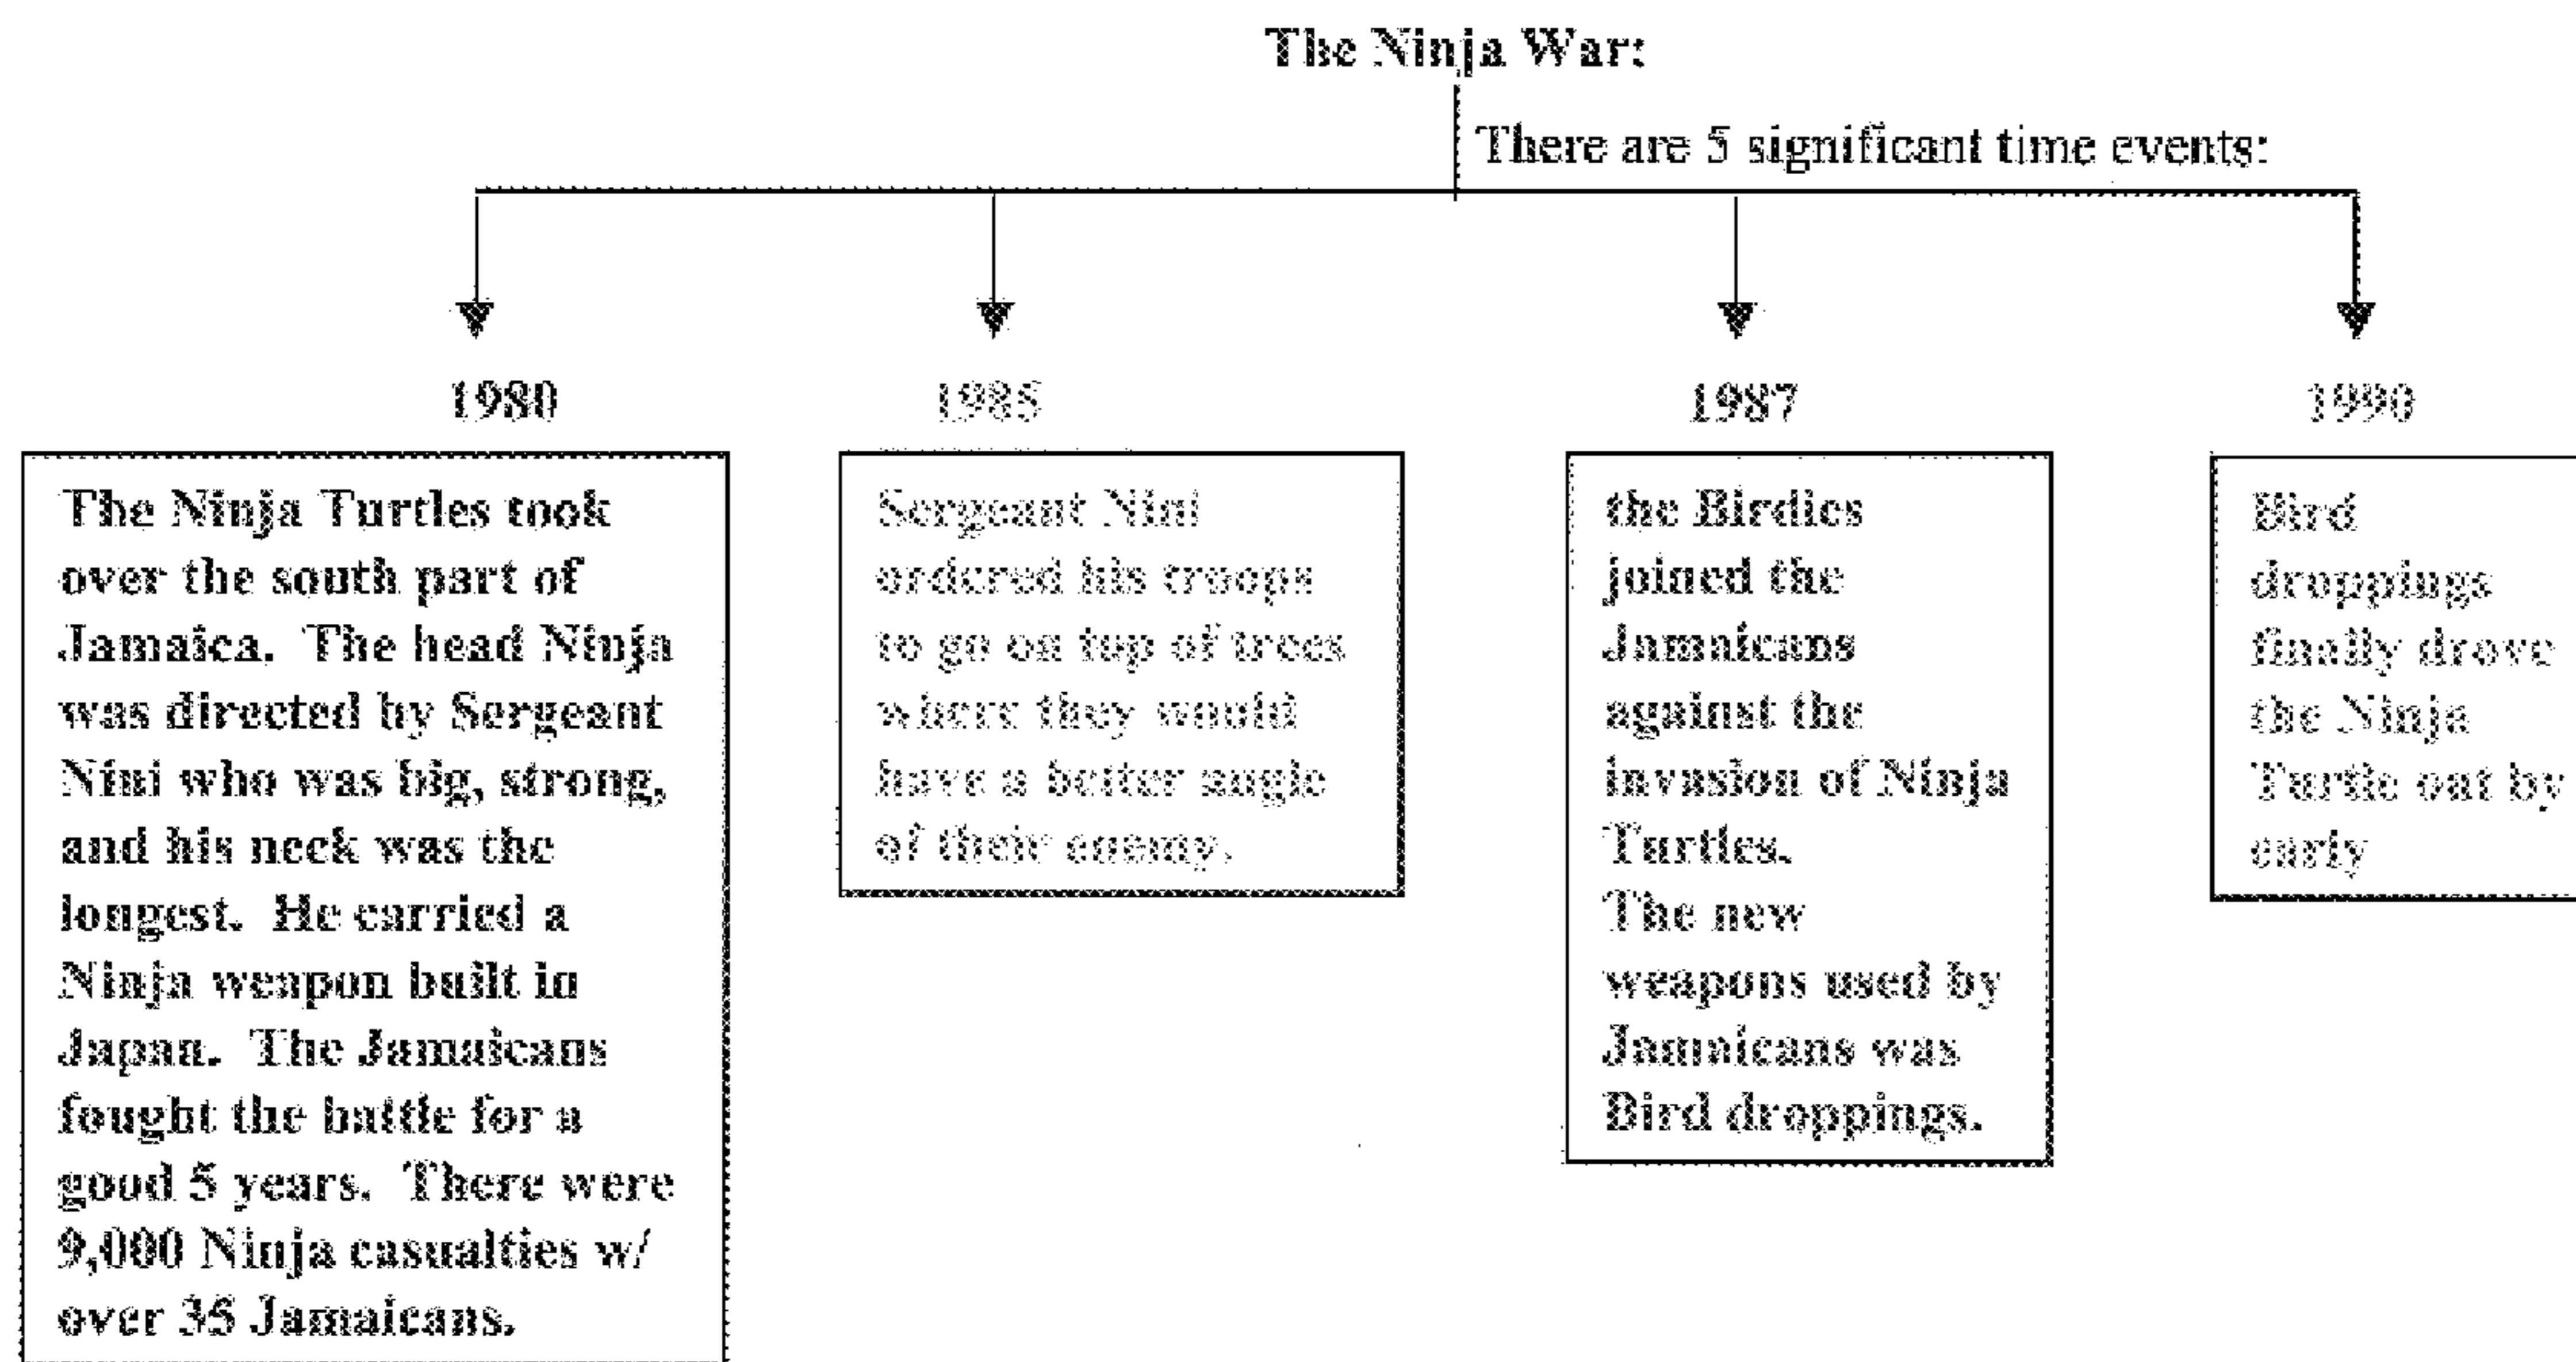 The Ninja War:
There are 5 significant time events:
1980
The Ninja Turtles took
over the south part of
Jamaica. The head Ninja
was directed by Sergeant
Nini who was big, strong,
and his neck was the
longest. He carried a
Ninja weapon built in
Japan. The Jamaicans
fought the battle for a
good 5 years. There were
9,000 Ninja casualties w/
over 35 Jamaicans.
1985
Sergeant Nini
ordered his troops
to go on top of trees
where they would
have a better angle
of their enemy.
1987
the Birdies
joined the
Jamaicans
against the
invasion of Ninja
Turtles.
The new
weapons used by
Jamaicans was
Bird droppings.
1990
Bird
droppings
finally drove
the Ninja
Turtle out by
early